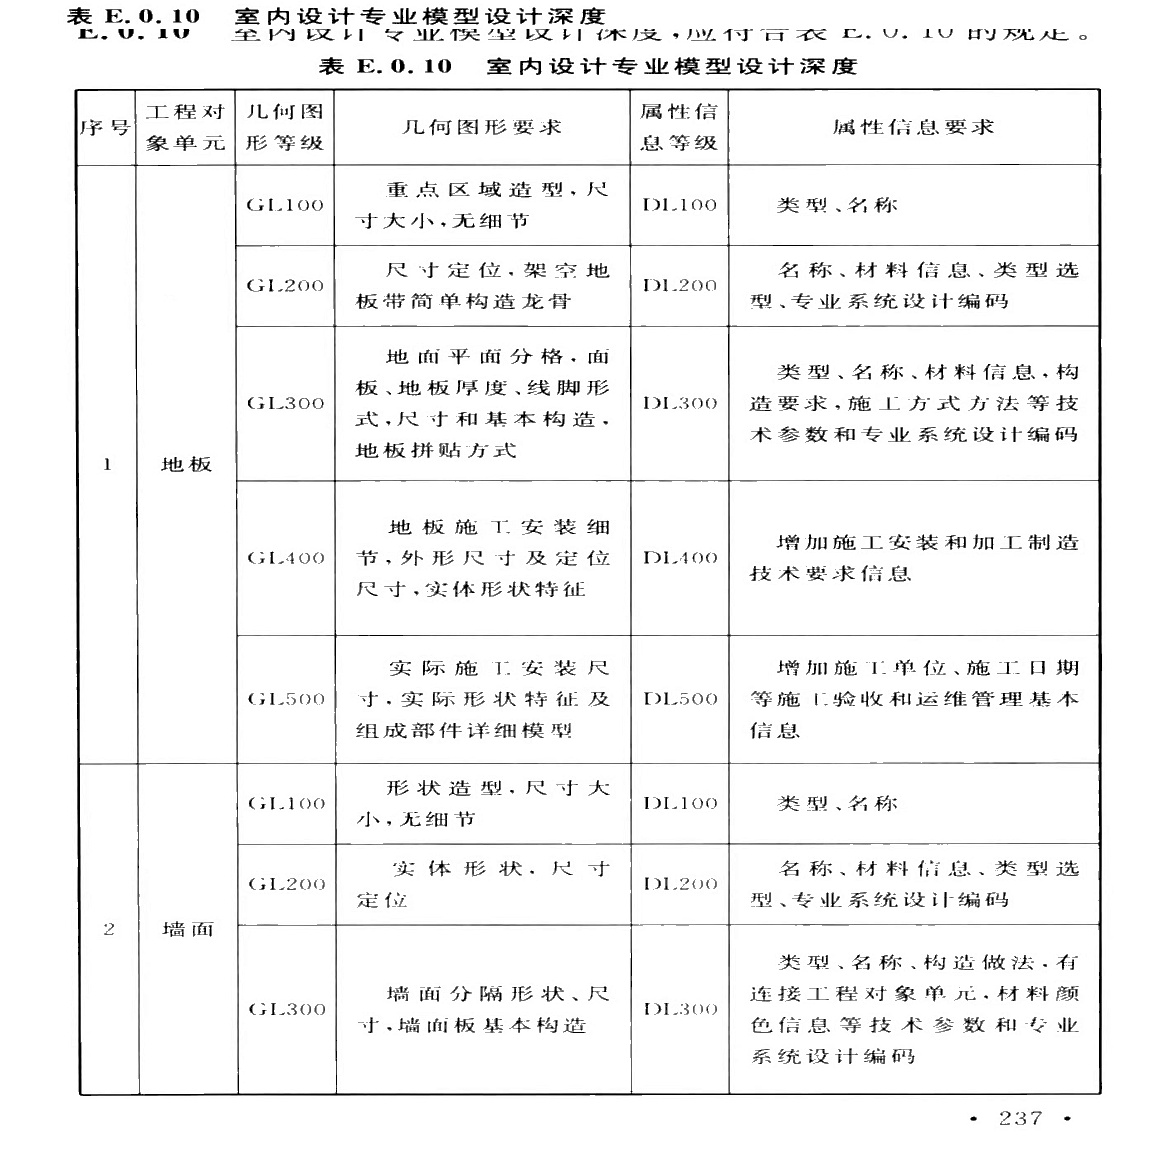 表 E.0.10 室内设计专业模型设计深度
E.0.10 室内设计专业模型设计深度,应符合表 E.0.10 的规定。
表 E.0.10 室内设计专业模型设计深度
序号
工程对
象单元
几何图
形等级
几何图形要求
属性信
息等级
属性信息要求
1
地板
GL100
重点区域造型,尺
寸大小,无细节
DL100
类型、名称
GL200
尺寸定位,架空地
板带简单构造龙骨
DL200
名称、材料信息、类型选
型、专业系统设计编码
GL300
地面平面分格,面
板、地板厚度、线脚形
式,尺寸和基本构造,
地板拼贴方式
DL300
类型、名称、材料信息,构
造要求,施工方式方法等技
术参数和专业系统设计编码
GL400
地板施工安装细
节,外形尺寸及定位
尺寸,实体形状特征
DL400
增加施工安装和加工制造
技术要求信息
GL500
实际施工安装尺
寸,实际形状特征及
组成部件详细模型
DL500
增加施工单位、施工日期
等施工验收和运维管理基本
信息
2
墙面
GL100
形状造型,尺寸大
小,无细节
DL100
类型、名称
GL200
实体形状,尺寸
定位
DL200
名称、材料信息、类型选
型、专业系统设计编码
GL300
墙面分隔形状、尺
寸,墙面板基本构造
DL300
类型、名称、构造做法,有
连接工程对象单元,材料颜
色信息等技术参数和专业
系统设计编码
· 237 ·